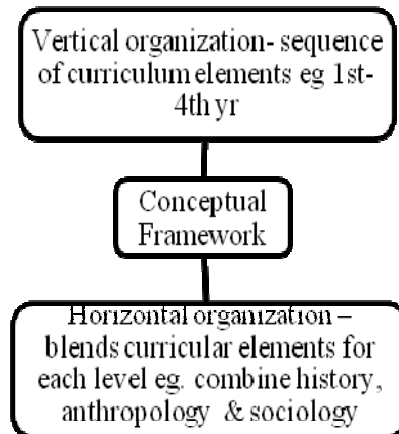 Vertical organization- sequence
of curriculum elements eg 1st-
4th yr
Conceptual
Framework
Horizontal organization –
blends curricular elements for
each level eg. combine history,
anthropology & sociology